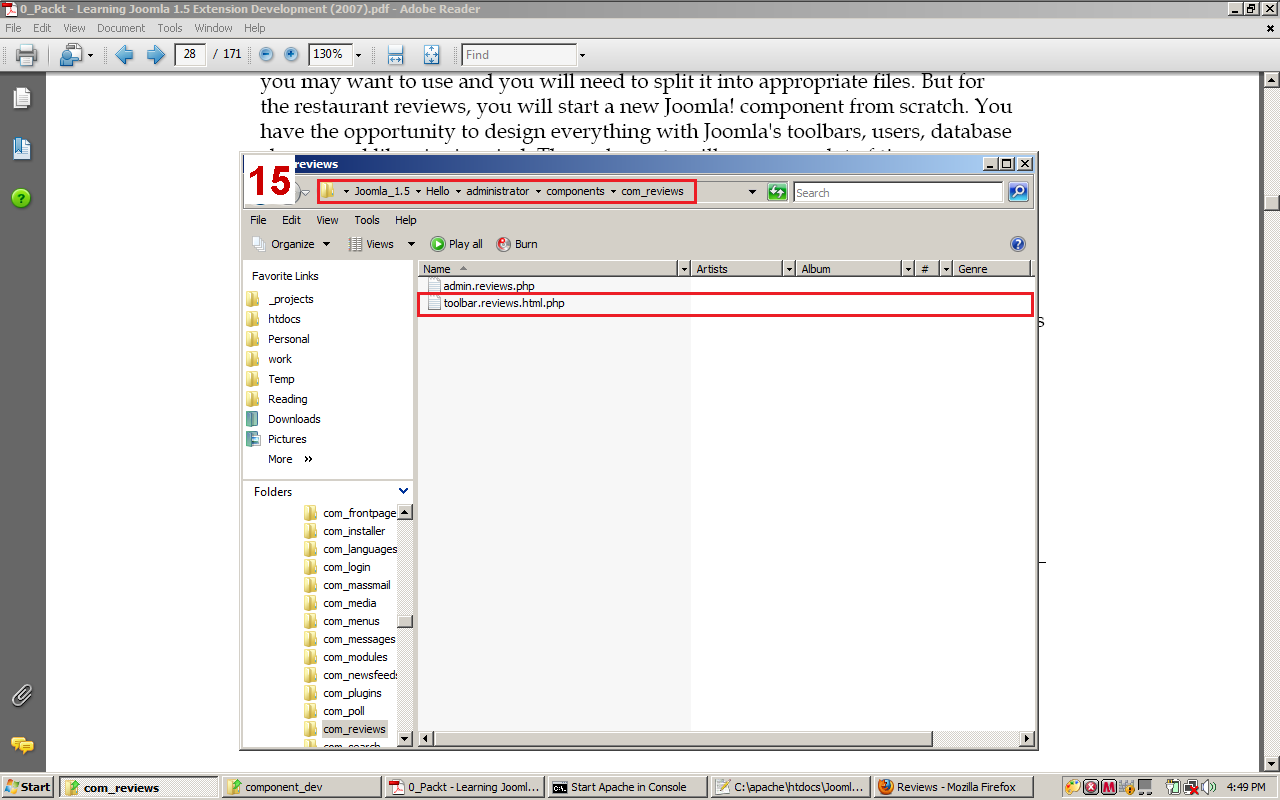 0_Packt - Learning Joomla 1.5 Extension Development (2007).pdf - Adobe Reader
File Edit View Document Tools Window Help
28 / 171 130% Find
you may want to use and you will need to split it into appropriate files. But for
the restaurant reviews, you will start a new Joomla! component from scratch. You
have the opportunity to design everything with Joomla's toolbars, users, database
15 reviews
Joomla_1.5 Hello administrator components com_reviews Search
File Edit View Tools Help
Organize Views Play all Burn
Favorite Links
_projects
htdocs
Personal
work
Temp
Reading
Downloads
Pictures
More »
Folders
com_frontpage
com_installer
com_languages
com_login
com_massmail
com_media
com_menus
com_messages
com_modules
com_newsfeeds
com_plugins
com_poll
com_reviews
com_search
Name Artists Album # Genre
admin.reviews.php
toolbar.reviews.html.php
s
Start com_reviews component_dev 0_Packt - Learning Jooml... Start Apache in Console C:\apache\htdocs\Jooml... Reviews - Mozilla Firefox 4:49 PM